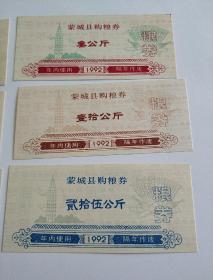 蒙城县购粮券
叁公斤
粮券
年内使用 1992 隔年作废
蒙城县购粮券
壹拾公斤
粮券
年内使用 1992 隔年作废
蒙城县购粮券
贰拾伍公斤
粮券
年内使用 1992 隔年作废